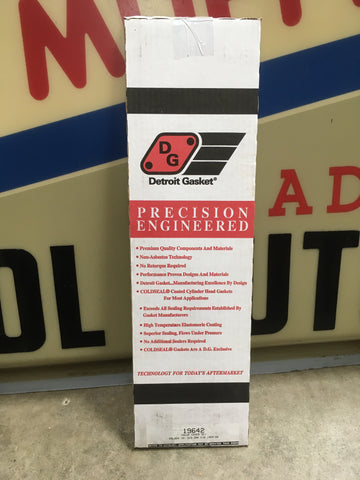 D
G
Detroit Gasket®
PRECISION
ENGINEERED
• Premium Quality Components And Materials
• Non-Asbestos Technology
• No Retorque Required
• Performance Proven Designs And Materials
• Detroit Gasket...Manufacturing Excellence By Design
• COLDSEAL® Coated Cylinder Head Gaskets
For Most Applications
• Exceeds All Sealing Requirements Established By
Gasket Manufacturers
• High Temperature Elastomeric Coating
• Superior Sealing, Flows Under Pressure
• No Additional Sealers Required
• COLDSEAL® Gaskets Are A D.G. Exclusive
TECHNOLOGY FOR TODAY'S AFTERMARKET
19642
AD
OL
UT